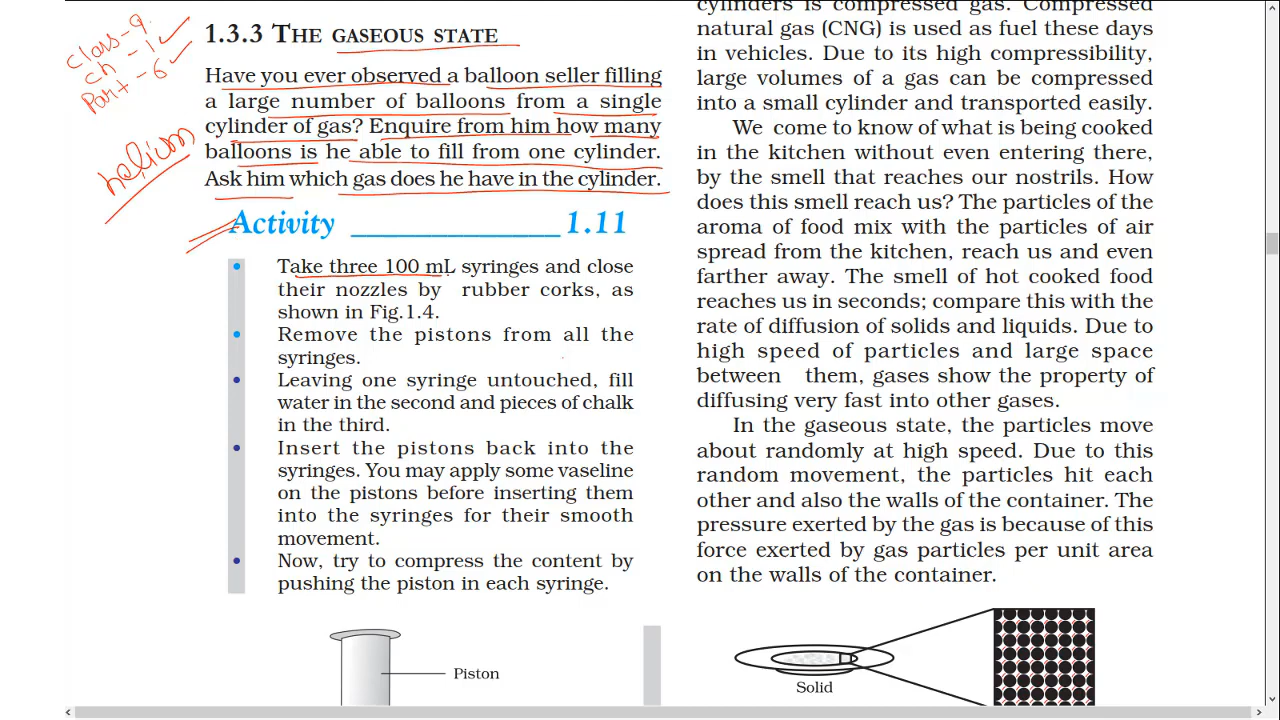 class-9
ch - 1
Part - 6
helium
1.3.3 THE GASEOUS STATE
Have you ever observed a balloon seller filling
a large number of balloons from a single
cylinder of gas? Enquire from him how many
balloons is he able to fill from one cylinder.
Ask him which gas does he have in the cylinder.
Activity ______________ 1.11
• Take three 100 mL syringes and close
their nozzles by rubber corks, as
shown in Fig.1.4.
• Remove the pistons from all the
syringes.
• Leaving one syringe untouched, fill
water in the second and pieces of chalk
in the third.
• Insert the pistons back into the
syringes. You may apply some vaseline
on the pistons before inserting them
into the syringes for their smooth
movement.
• Now, try to compress the content by
pushing the piston in each syringe.
Piston
cylinders is compressed gas. Compressed
natural gas (CNG) is used as fuel these days
in vehicles. Due to its high compressibility,
large volumes of a gas can be compressed
into a small cylinder and transported easily.
We come to know of what is being cooked
in the kitchen without even entering there,
by the smell that reaches our nostrils. How
does this smell reach us? The particles of the
aroma of food mix with the particles of air
spread from the kitchen, reach us and even
farther away. The smell of hot cooked food
reaches us in seconds; compare this with the
rate of diffusion of solids and liquids. Due to
high speed of particles and large space
between them, gases show the property of
diffusing very fast into other gases.
In the gaseous state, the particles move
about randomly at high speed. Due to this
random movement, the particles hit each
other and also the walls of the container. The
pressure exerted by the gas is because of this
force exerted by gas particles per unit area
on the walls of the container.
Solid